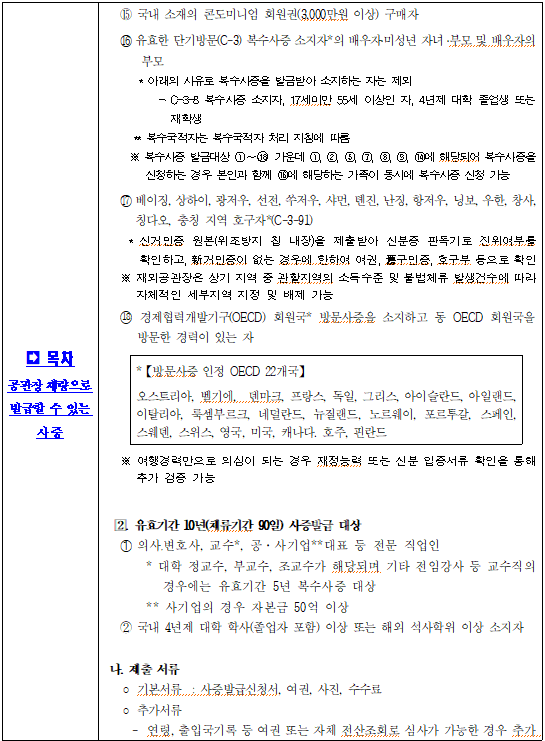 ➡ 목차
공관장 재량으로
발급할 수 있는
사증
⑮ 국내 소재의 콘도미니엄 회원권(3,000만원 이상) 구매자
⑯ 유효한 단기방문(C-3) 복수사증 소지자*의 배우자·미성년 자녀·부모 및 배우자의
부모
* 아래의 사유로 복수사증을 발급받아 소지하는 자는 제외
- C-3-8 복수사증 소지자, 17세미만 55세 이상인 자, 4년제 대학 졸업생 또는
재학생
** 복수국적자는 복수국적자 처리 지침에 따름
※ 복수사증 발급대상 ①~⑱ 가운데 ①, ②, ⑤, ⑦, ⑧, ⑨, ⑭에 해당되어 복수사증을
신청하는 경우 본인과 함께 ⑯에 해당하는 가족이 동시에 복수사증 신청 가능
⑰ 베이징, 상하이, 광저우, 선전, 쑤저우, 샤먼, 톈진, 난징, 항저우, 닝보, 우한, 창사,
칭다오, 충칭 지역 호구자*(C-3-91)
* 신거민증 원본(위조방지 칩 내장)을 제출받아 신분증 판독기로 진위여부를
확인하고, 新거민증이 없는 경우에 한하여 여권, 舊구민증, 호구부 등으로 확인
※ 재외공관장은 상기 지역 중 관할지역의 소득수준 및 불법체류 발생건수에 따라
자체적인 세부지역 지정 및 배제 가능
⑱ 경제협력개발기구(OECD) 회원국* 방문사증을 소지하고 동 OECD 회원국을
방문한 경력이 있는 자
*【방문사증 인정 OECD 22개국】
오스트리아, 벨기에, 덴마크, 프랑스, 독일, 그리스, 아이슬란드, 아일랜드,
이탈리아, 룩셈부르크, 네덜란드, 뉴질랜드, 노르웨이, 포르투갈, 스페인,
스웨덴, 스위스, 영국, 미국, 캐나다, 호주, 핀란드
※ 여행경력만으로 의심이 되는 경우 재정능력 또는 신분 입증서류 확인을 통해
추가 검증 가능
[2]. 유효기간 10년(체류기간 90일) 사증발급 대상
① 의사·변호사, 교수*, 공·사기업**대표 등 전문 직업인
* 대학 정교수, 부교수, 조교수가 해당되며 기타 전임강사 등 교수직의
경우에는 유효기간 5년 복수사증 대상
** 사기업의 경우 자본금 50억 이상
② 국내 4년제 대학 학사(졸업자 포함) 이상 또는 해외 석사학위 이상 소지자
나. 제출 서류
○ 기본서류 : 사증발급신청서, 여권, 사진, 수수료
○ 추가서류
- 연령, 출입국기록 등 여권 또는 자체 전산조회로 심사가 가능한 경우 추가